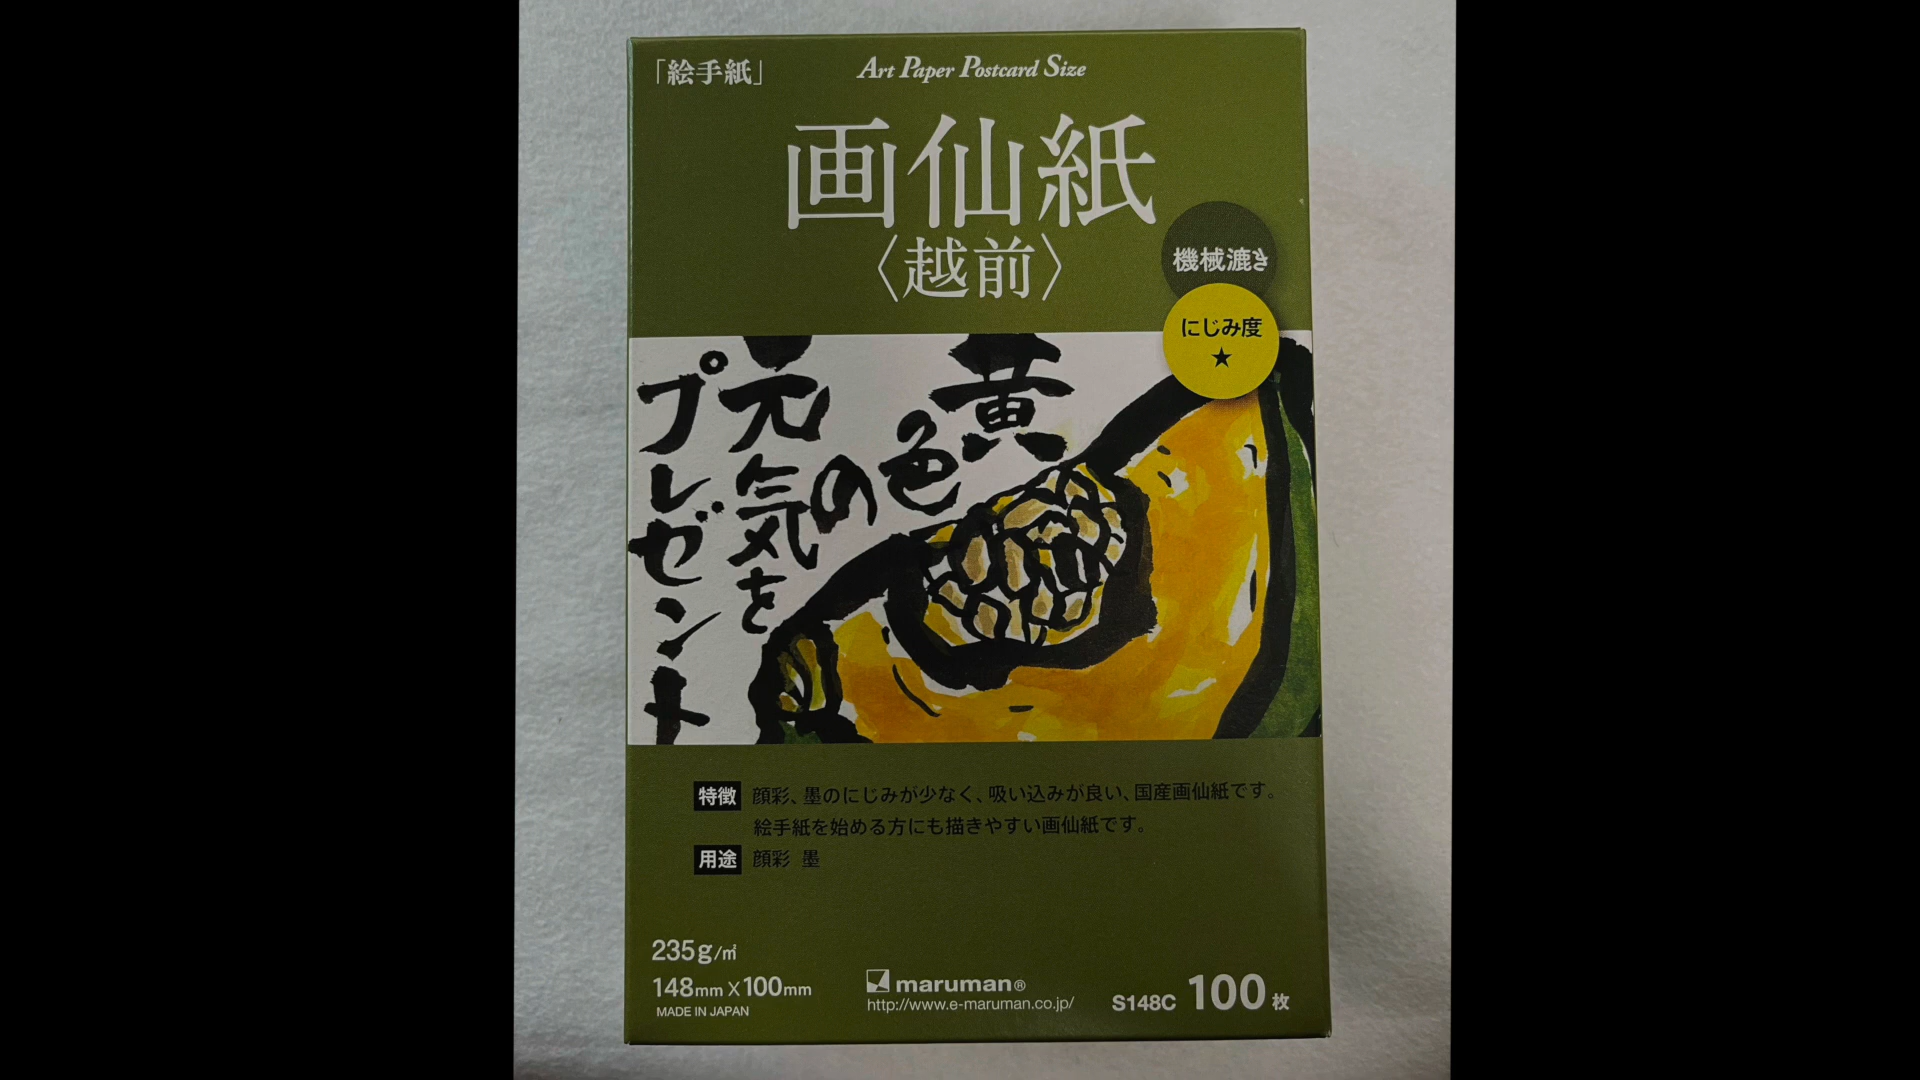 「絵手紙」
Art Paper Postcard Size
画仙紙
〈越前〉
機械漉き
にじみ度
★
黄
色
の
元気を
プレゼント
特徴 顔彩、墨のにじみが少なく、吸い込みが良い、国産画仙紙です。
絵手紙を始める方にも描きやすい画仙紙です。
用途 顔彩 墨
235g/㎡
148mm X 100mm
MADE IN JAPAN
maruman®
http://www.e-maruman.co.jp/
S148C 100枚